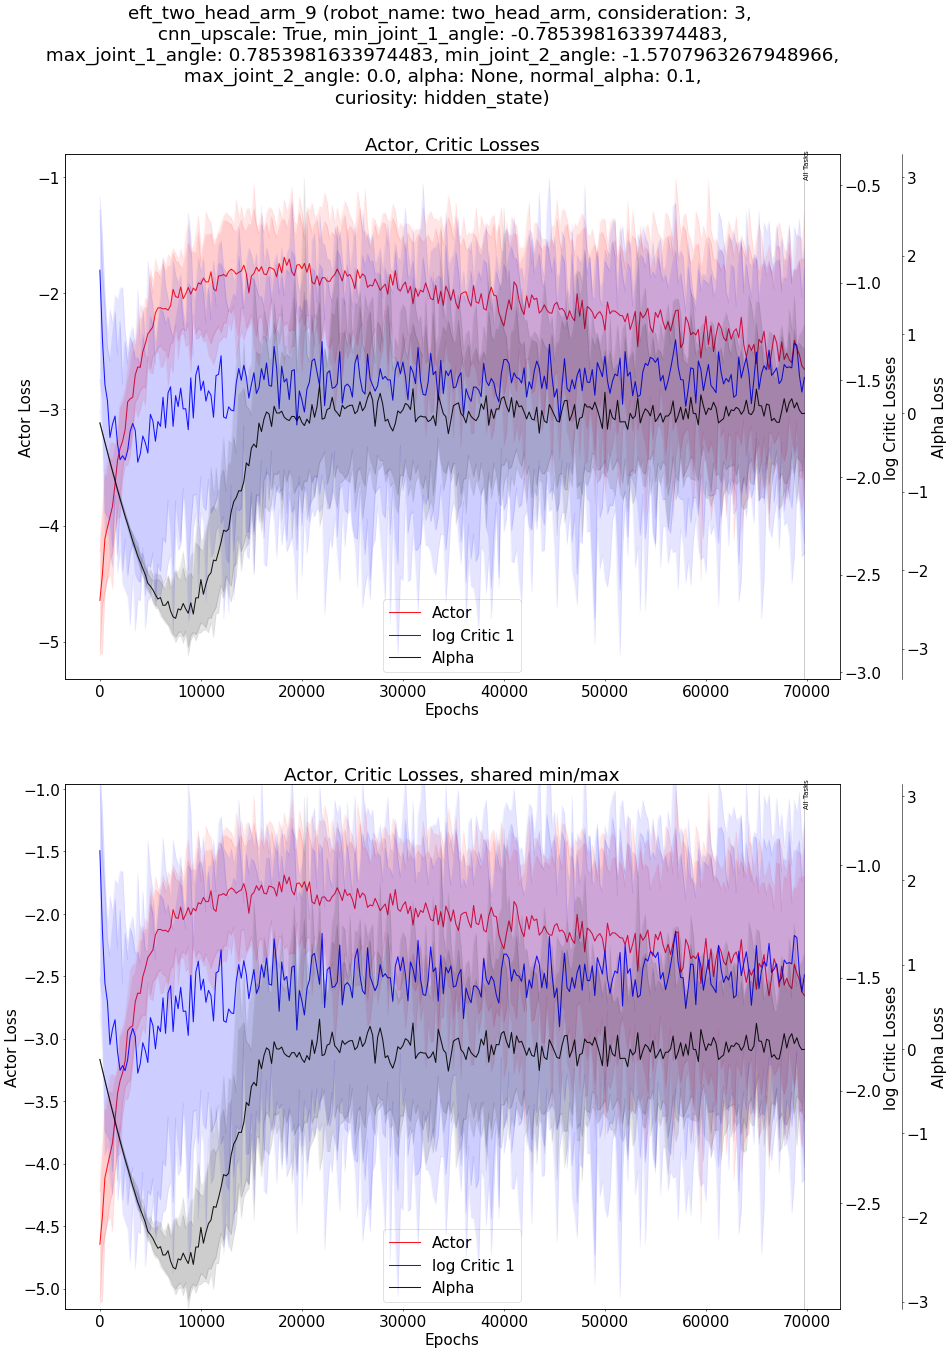 eft_two_head_arm_9 (robot_name: two_head_arm, consideration: 3,
cnn_upscale: True, min_joint_1_angle: -0.7853981633974483,
max_joint_1_angle: 0.7853981633974483, min_joint_2_angle: -1.5707963267948966,
max_joint_2_angle: 0.0, alpha: None, normal_alpha: 0.1,
curiosity: hidden_state)
Actor, Critic Losses
All Tasks
−1
−2
−3
−4
−5
Actor Loss
−0.5
−1.0
−1.5
−2.0
−2.5
−3.0
log Critic Losses
3
2
1
0
−1
−2
−3
Alpha Loss
Actor
log Critic 1
Alpha
0
10000
20000
30000
40000
50000
60000
70000
Epochs
Actor, Critic Losses, shared min/max
All Tasks
−1.0
−1.5
−2.0
−2.5
−3.0
−3.5
−4.0
−4.5
−5.0
Actor Loss
−1.0
−1.5
−2.0
−2.5
log Critic Losses
3
2
1
0
−1
−2
−3
Alpha Loss
Actor
log Critic 1
Alpha
0
10000
20000
30000
40000
50000
60000
70000
Epochs